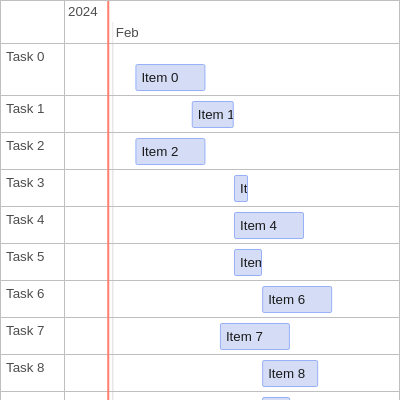 2024
Feb
Task 0
Item 0
Task 1
Item 1
Task 2
Item 2
Task 3
It
Task 4
Item 4
Task 5
Iten
Task 6
Item 6
Task 7
Item 7
Task 8
Item 8